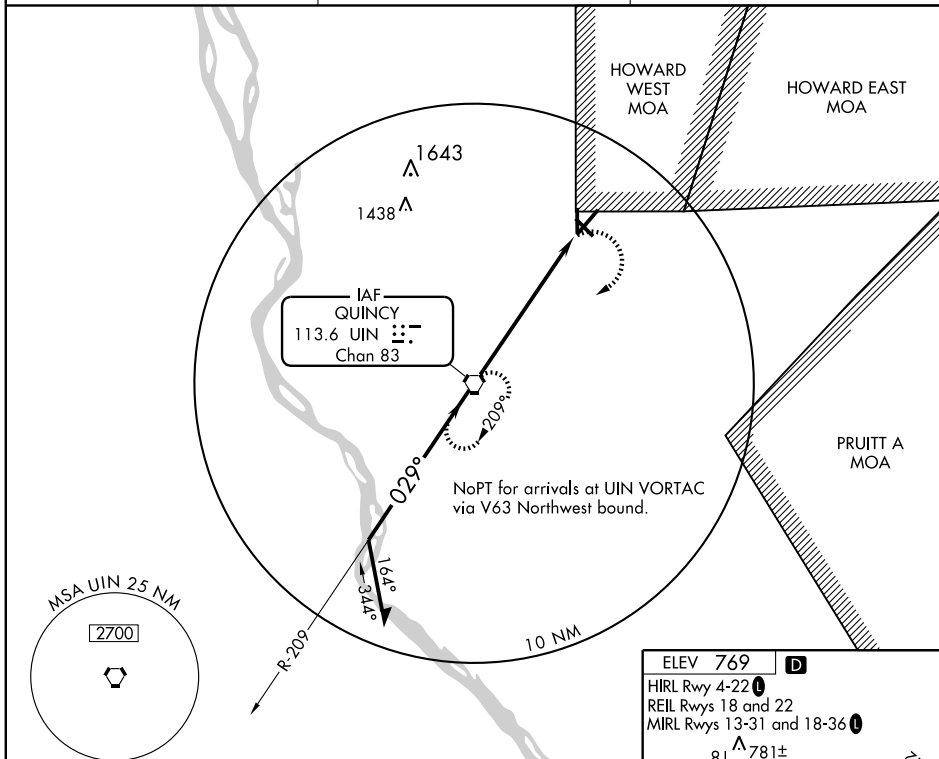 HOWARD
WEST
MOA
HOWARD EAST
MOA
1643
1438
IAF
QUINCY
113.6 UIN
Chan 83
209°
PRUITT A
MOA
029°
NoPT for arrivals at UIN VORTAC
via V63 Northwest bound.
164°
344°
MSA UIN 25 NM
2700
R-209
10 NM
ELEV 769 D
HIRL Rwy 4-22 L
REIL Rwys 18 and 22
MIRL Rwys 13-31 and 18-36 L
781±